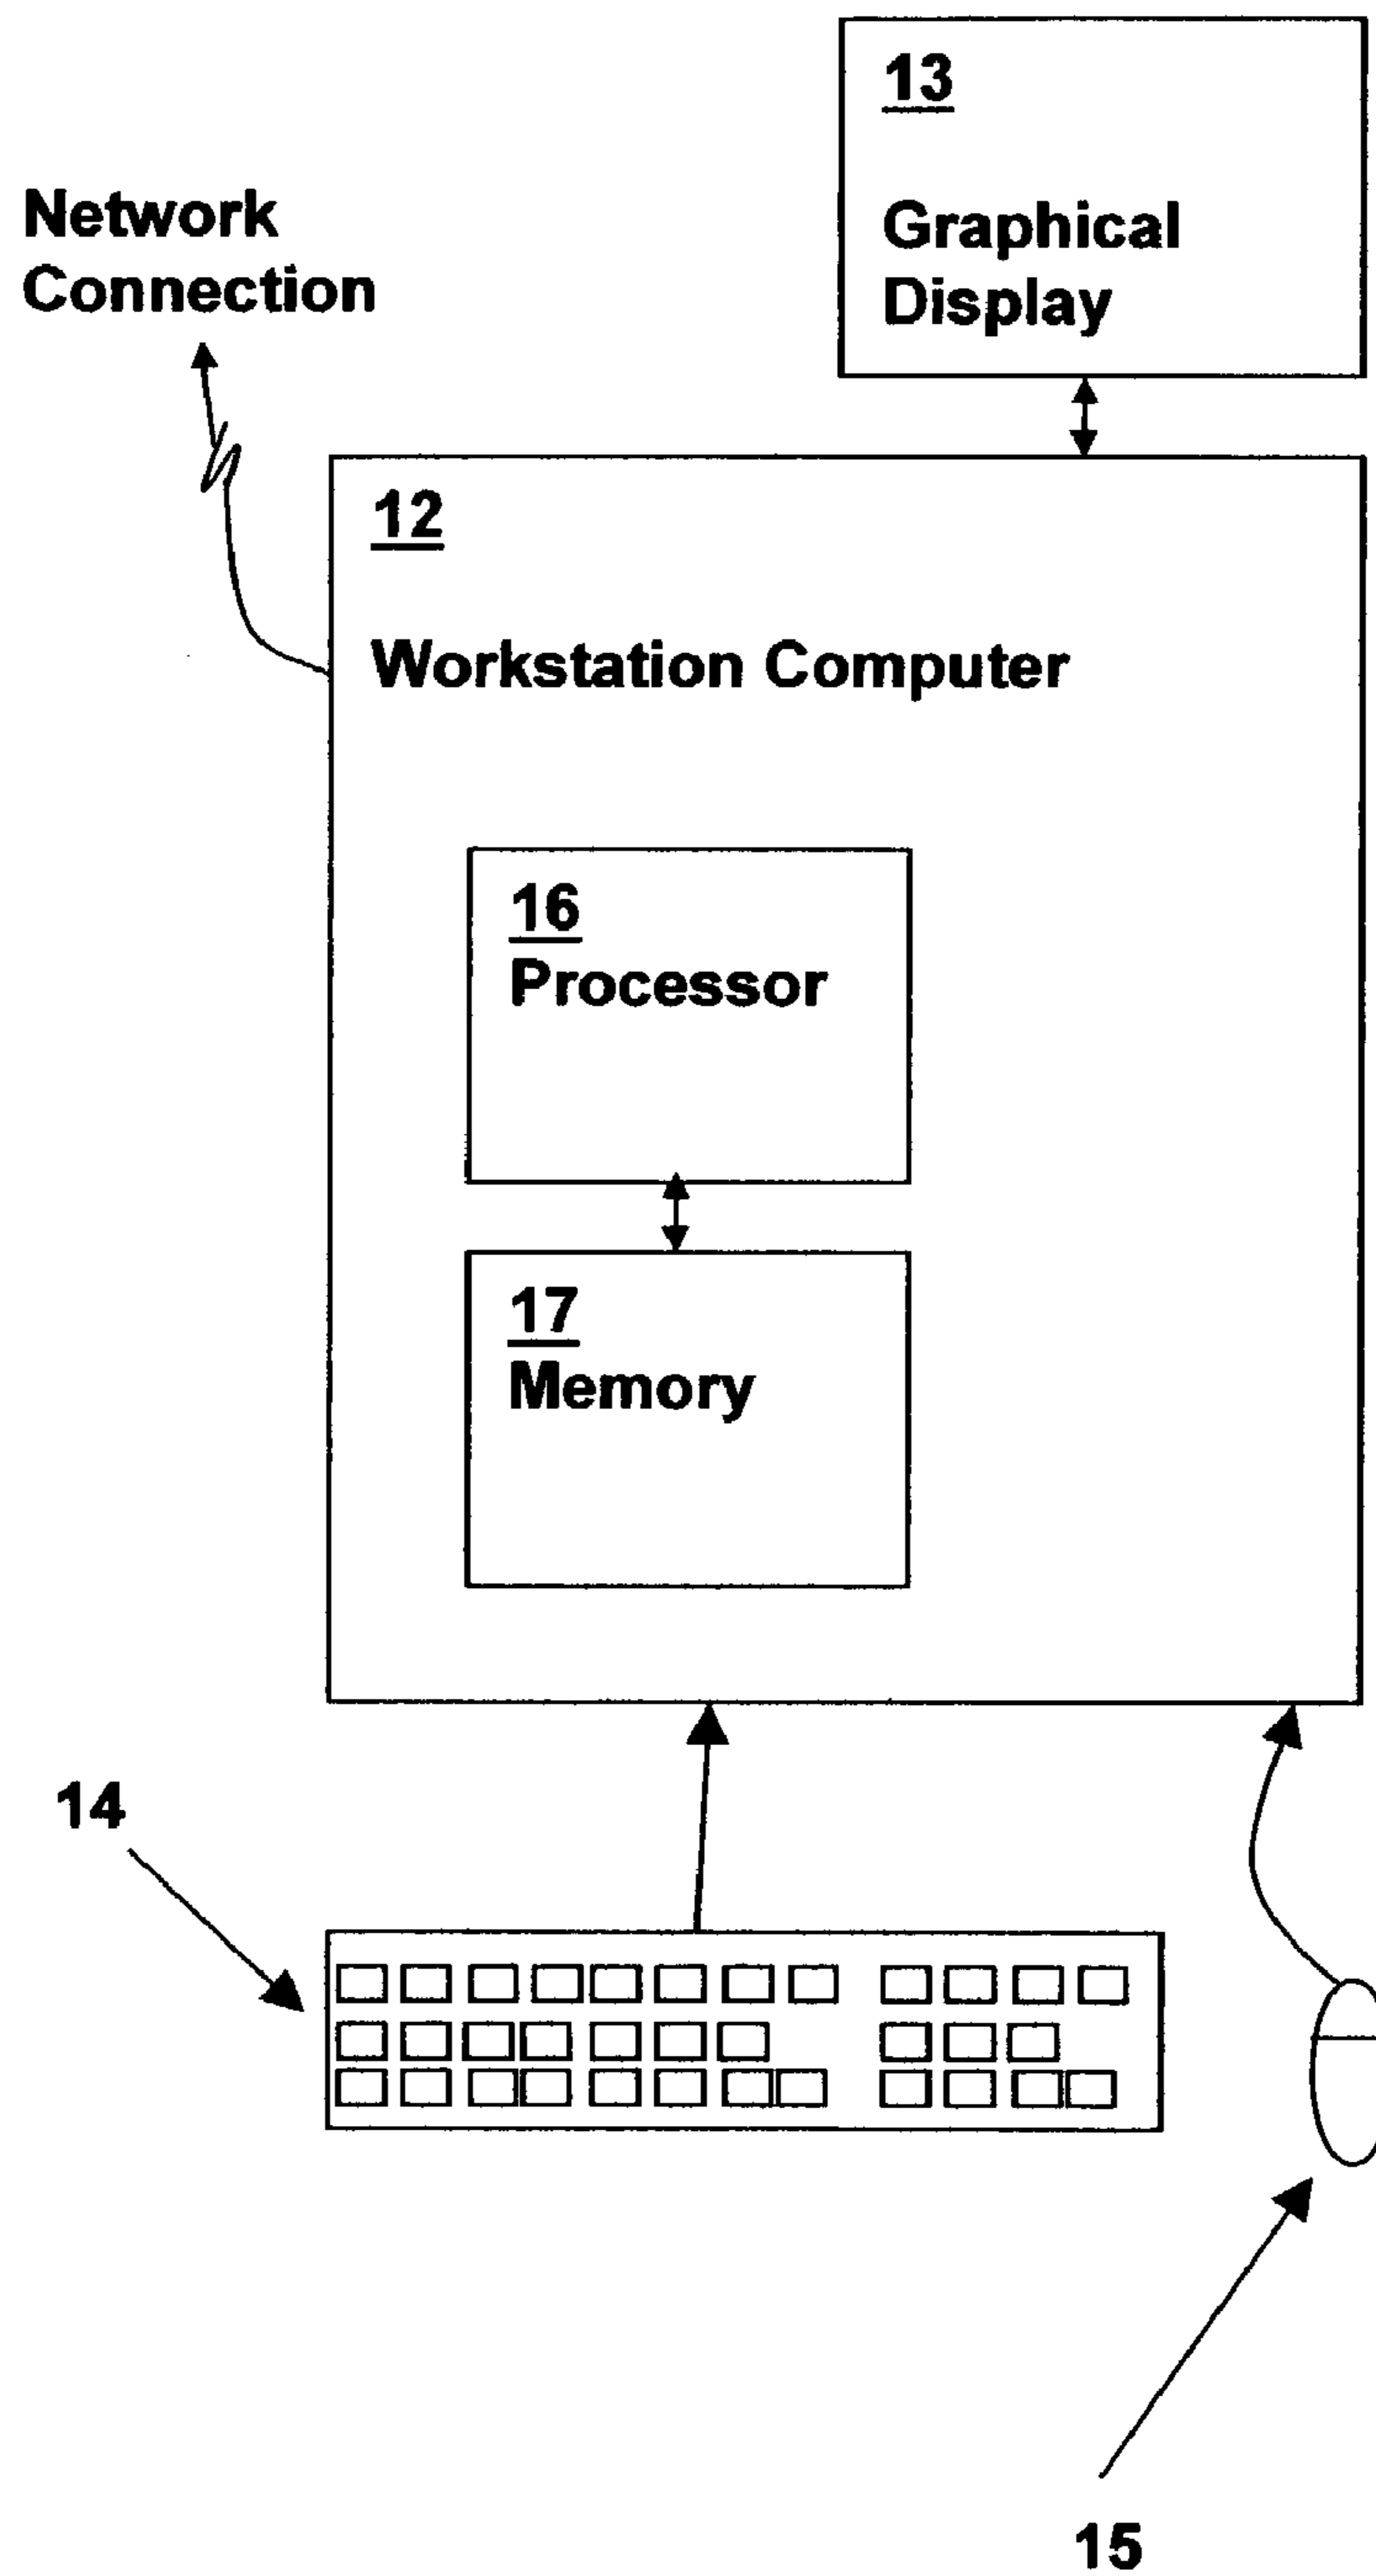 13
Graphical
Display
Network
Connection
12
Workstation Computer
16
Processor
17
Memory
14
15